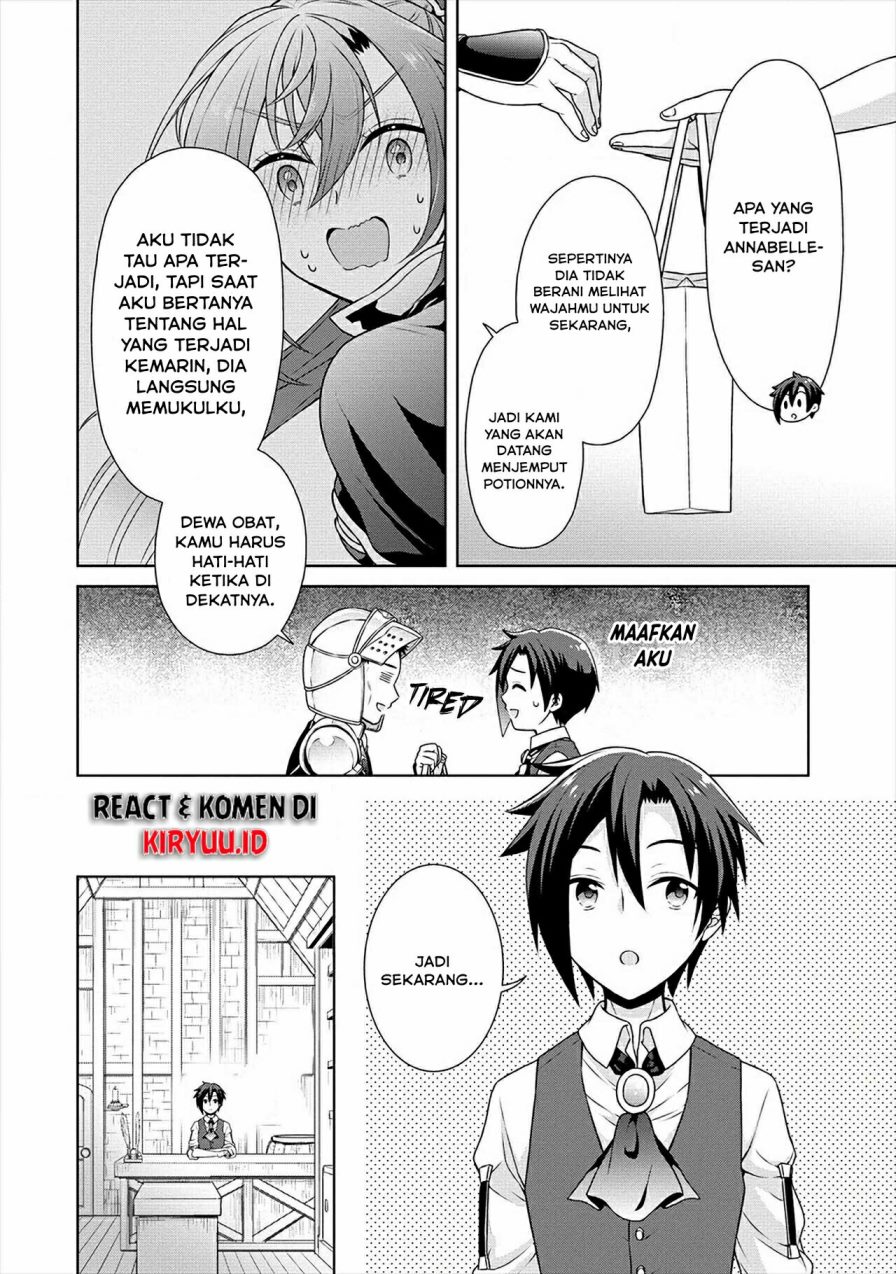 APA YANG
TERJADI
ANNABELLE-
SAN?
SEPERTINYA
DIA TIDAK
BERANI MELIHAT
WAJAHMU UNTUK
SEKARANG,
JADI KAMI
YANG AKAN
DATANG
MENJEMPUT
POTIONNYA.
AKU TIDAK
TAU APA TER-
JADI, TAPI SAAT
AKU BERTANYA
TENTANG HAL
YANG TERJADI
KEMARIN, DIA
LANGSUNG
MEMUKULKU,
DEWA OBAT,
KAMU HARUS
HATI-HATI
KETIKA DI
DEKATNYA.
MAAFKAN
AKU
TIRED
REACT & KOMEN DI
KIRYUU.ID
JADI
SEKARANG...